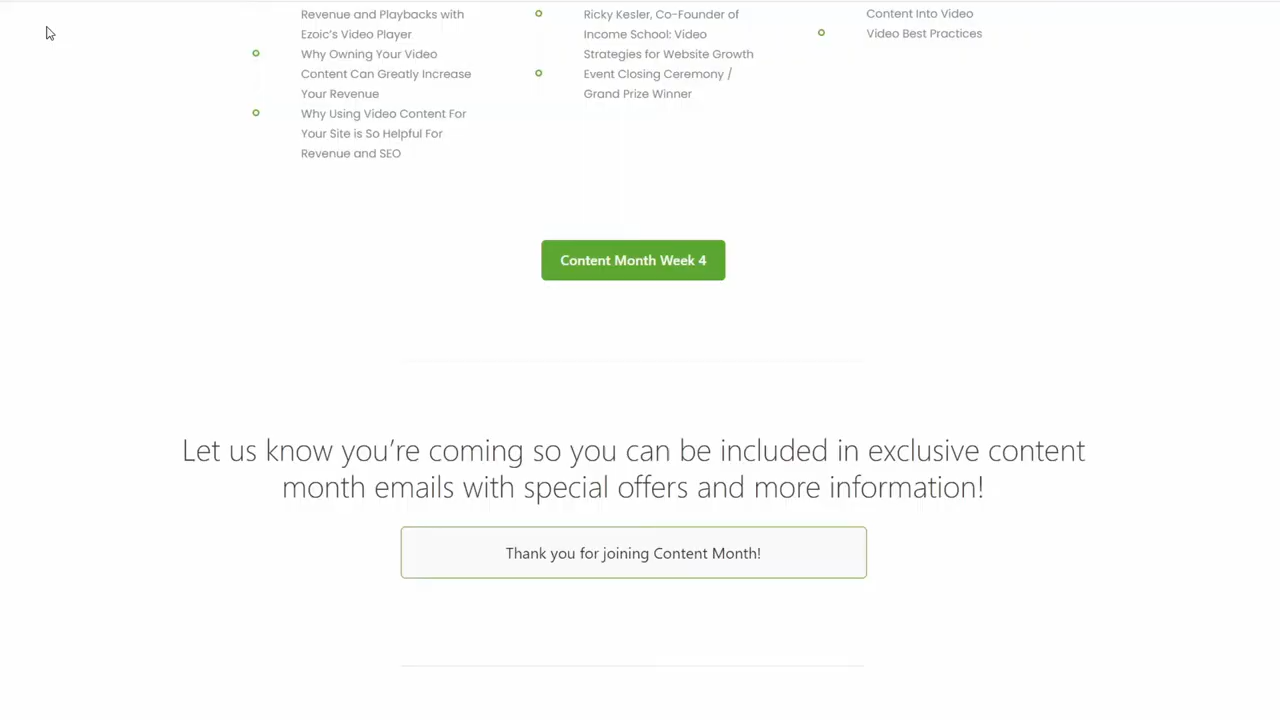 Revenue and Playbacks with
Ezoic's Video Player
Why Owning Your Video
Content Can Greatly Increase
Your Revenue
Why Using Video Content For
Your Site is So Helpful For
Revenue and SEO
Ricky Kesler, Co-Founder of
Income School: Video
Strategies for Website Growth
Event Closing Ceremony /
Grand Prize Winner
Content Into Video
Video Best Practices
Content Month Week 4
Let us know you're coming so you can be included in exclusive content
month emails with special offers and more information!
Thank you for joining Content Month!